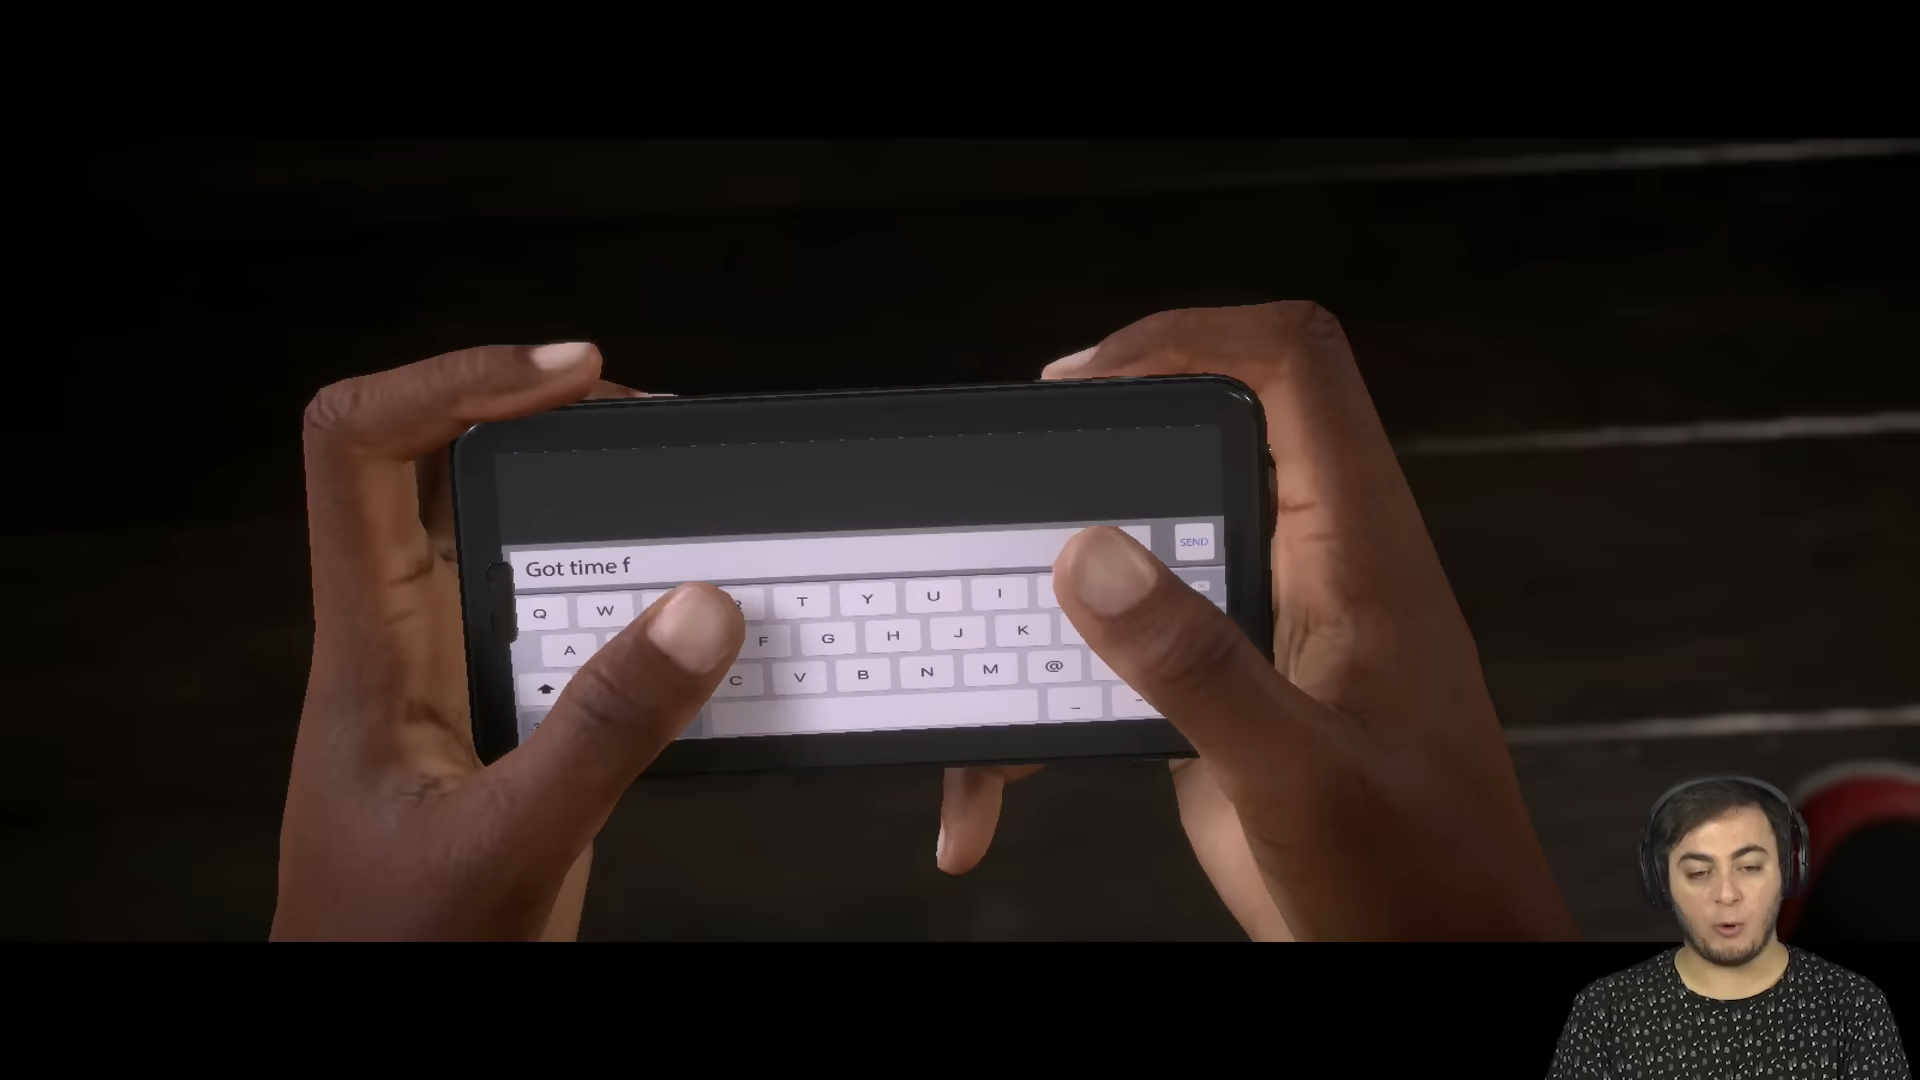 Got time f
SEND
Q W R T Y U I
A F G H J K
C V B N M @
_ -